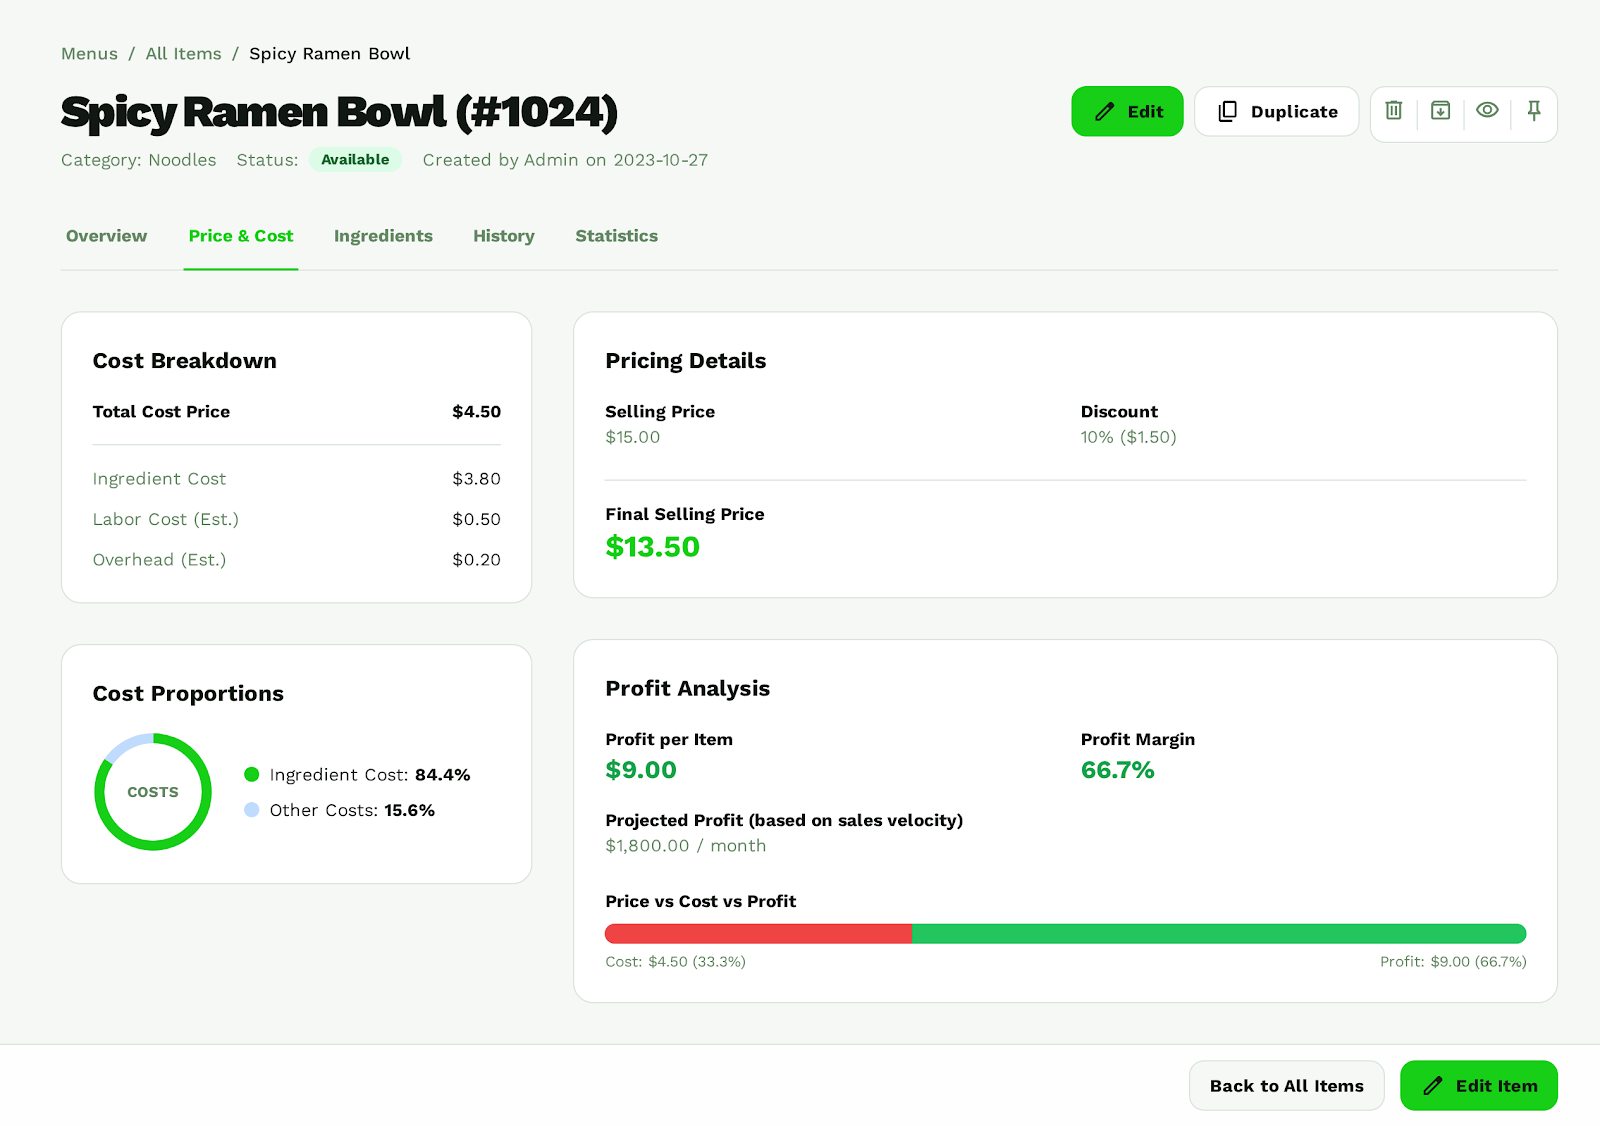 Menus / All Items / Spicy Ramen Bowl
Spicy Ramen Bowl (#1024)
Edit
Duplicate
Category: Noodles Status: Available Created by Admin on 2023-10-27
Overview Price & Cost Ingredients History Statistics
Cost Breakdown
Total Cost Price $4.50
Ingredient Cost $3.80
Labor Cost (Est.) $0.50
Overhead (Est.) $0.20
Pricing Details
Selling Price
$15.00
Discount
10% ($1.50)
Final Selling Price
$13.50
Cost Proportions
COSTS
Ingredient Cost: 84.4%
Other Costs: 15.6%
Profit Analysis
Profit per Item
$9.00
Profit Margin
66.7%
Projected Profit (based on sales velocity)
$1,800.00 / month
Price vs Cost vs Profit
Cost: $4.50 (33.3%) Profit: $9.00 (66.7%)
Back to All Items
Edit Item